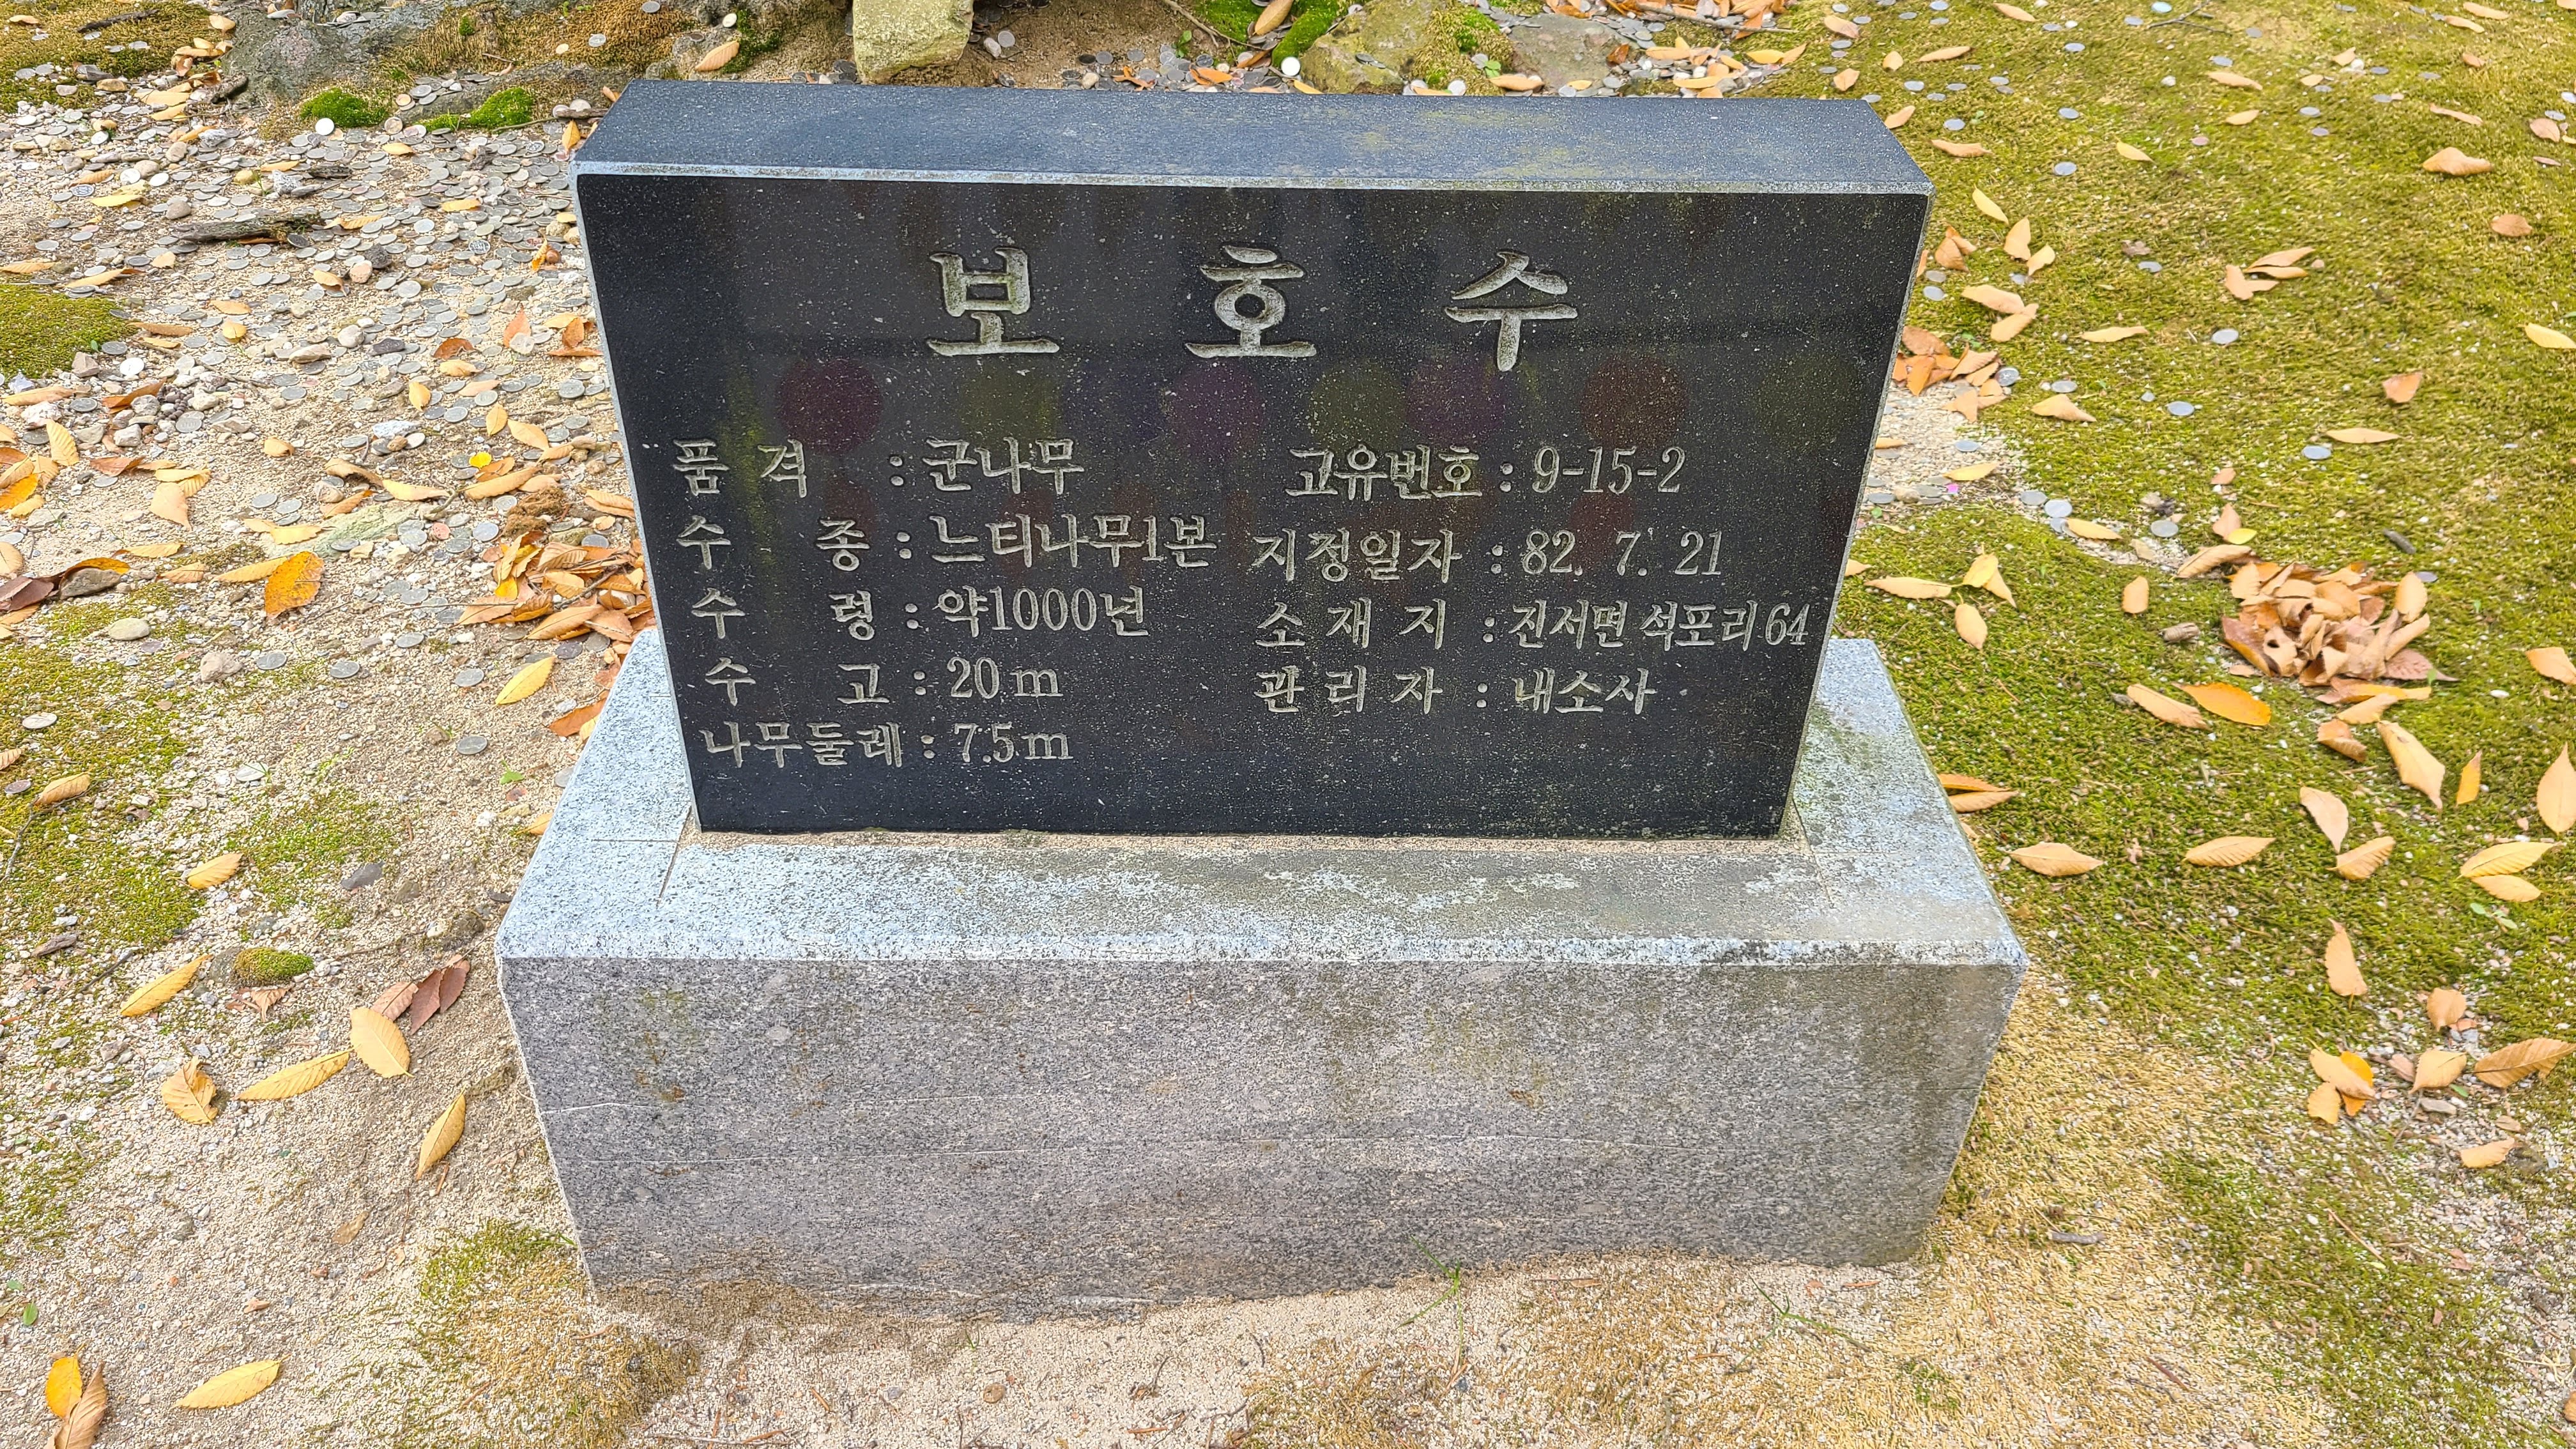 보 호 수
품 격 : 군나무
수 종 : 느티나무1본
수 령 : 약1000년
수 고 : 20m
나무둘레 : 7.5m
고유번호 : 9-15-2
지정일자 : 82. 7. 21
소 재 지 : 진서면 석포리 64
관 리 자 : 내소사